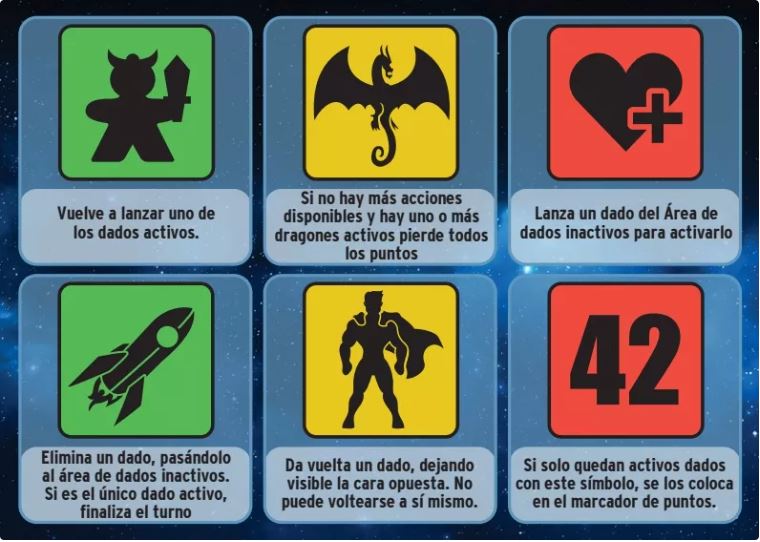 Vuelve a lanzar uno de
los dados activos.
Si no hay más acciones
disponibles y hay uno o más
dragones activos pierde todos
los puntos
Lanza un dado del Área de
dados inactivos para activarlo
Elimina un dado, pasándolo
al área de dados inactivos.
Si es el único dado activo,
finaliza el turno
Da vuelta un dado, dejando
visible la cara opuesta. No
puede voltearse a sí mismo.
42
Si solo quedan activos dados
con este símbolo, se los coloca
en el marcador de puntos.